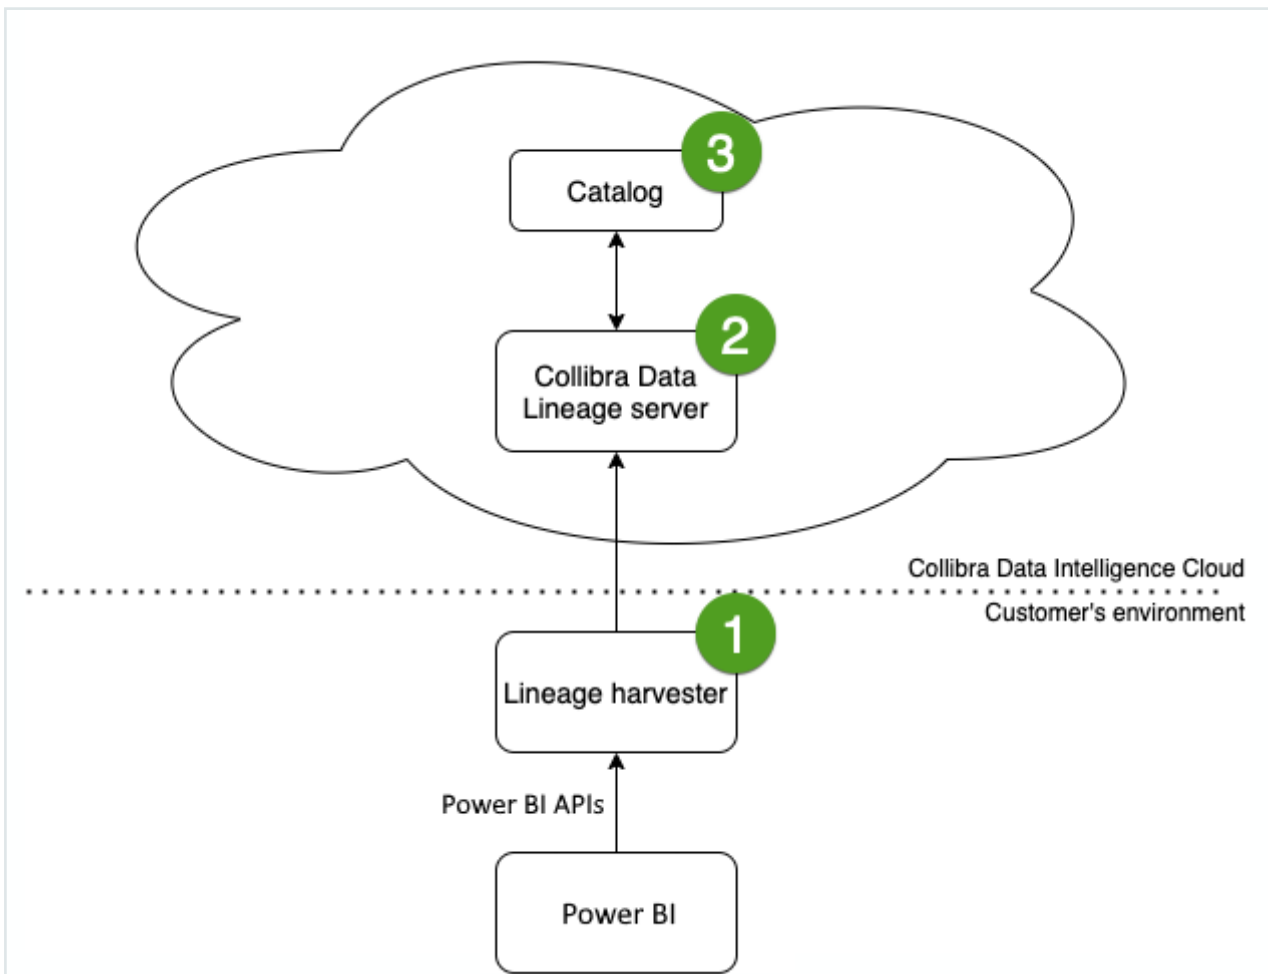 3
Catalog
2
Collibra Data
Lineage server
Collibra Data Intelligence Cloud
Customer's environment
1
Lineage harvester
Power BI APIs
Power BI